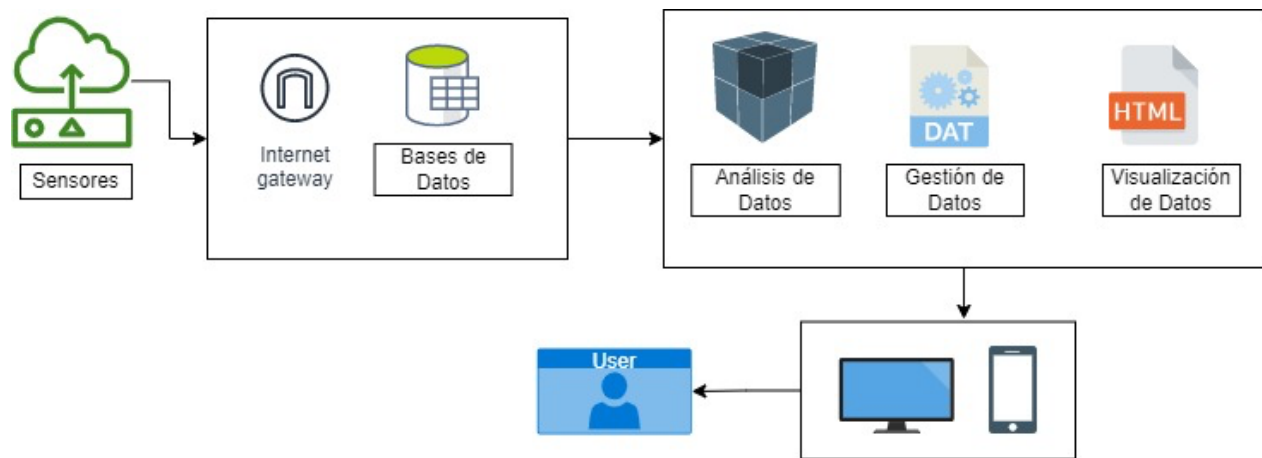 Sensores
Internet
gateway
Bases de
Datos
Análisis de
Datos
DAT
Gestión de
Datos
HTML
Visualización
de Datos
User